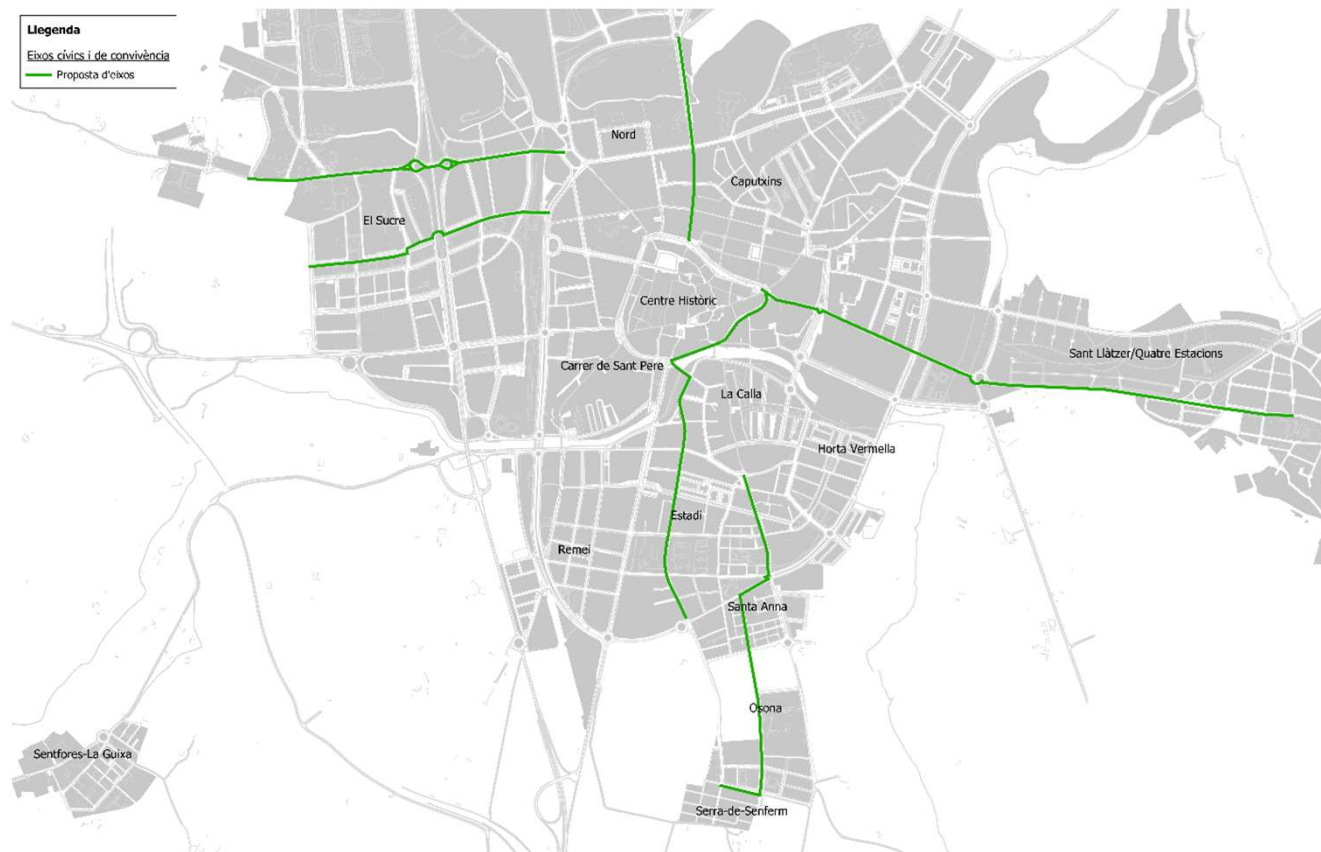 Llegenda
Eixos cívics i de convivència
Proposta d'eixos
Nord
Caputxins
El Sucre
Centre Històric
Sant Llàtzer/Quatre Estacions
Carrer de Sant Pere
La Calla
Horta Vermella
Estadi
Remei
Santa Anna
Osona
Sentfores-La Guixa
Serra-de-Senferm